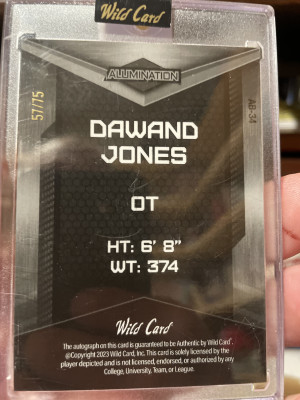 Wild Card
ALUMINATION
57/75
AB-34
DAWAND
JONES
OT
HT: 6' 8"
WT: 374
Wild Card
The autograph on this card is guaranteed to be Authentic by Wild Card.
@Copyright 2023 Wild Card, Inc. This card is solely licensed by the
player depicted and is not licensed, endorsed, or authorized by any
College, University, Team, or League.